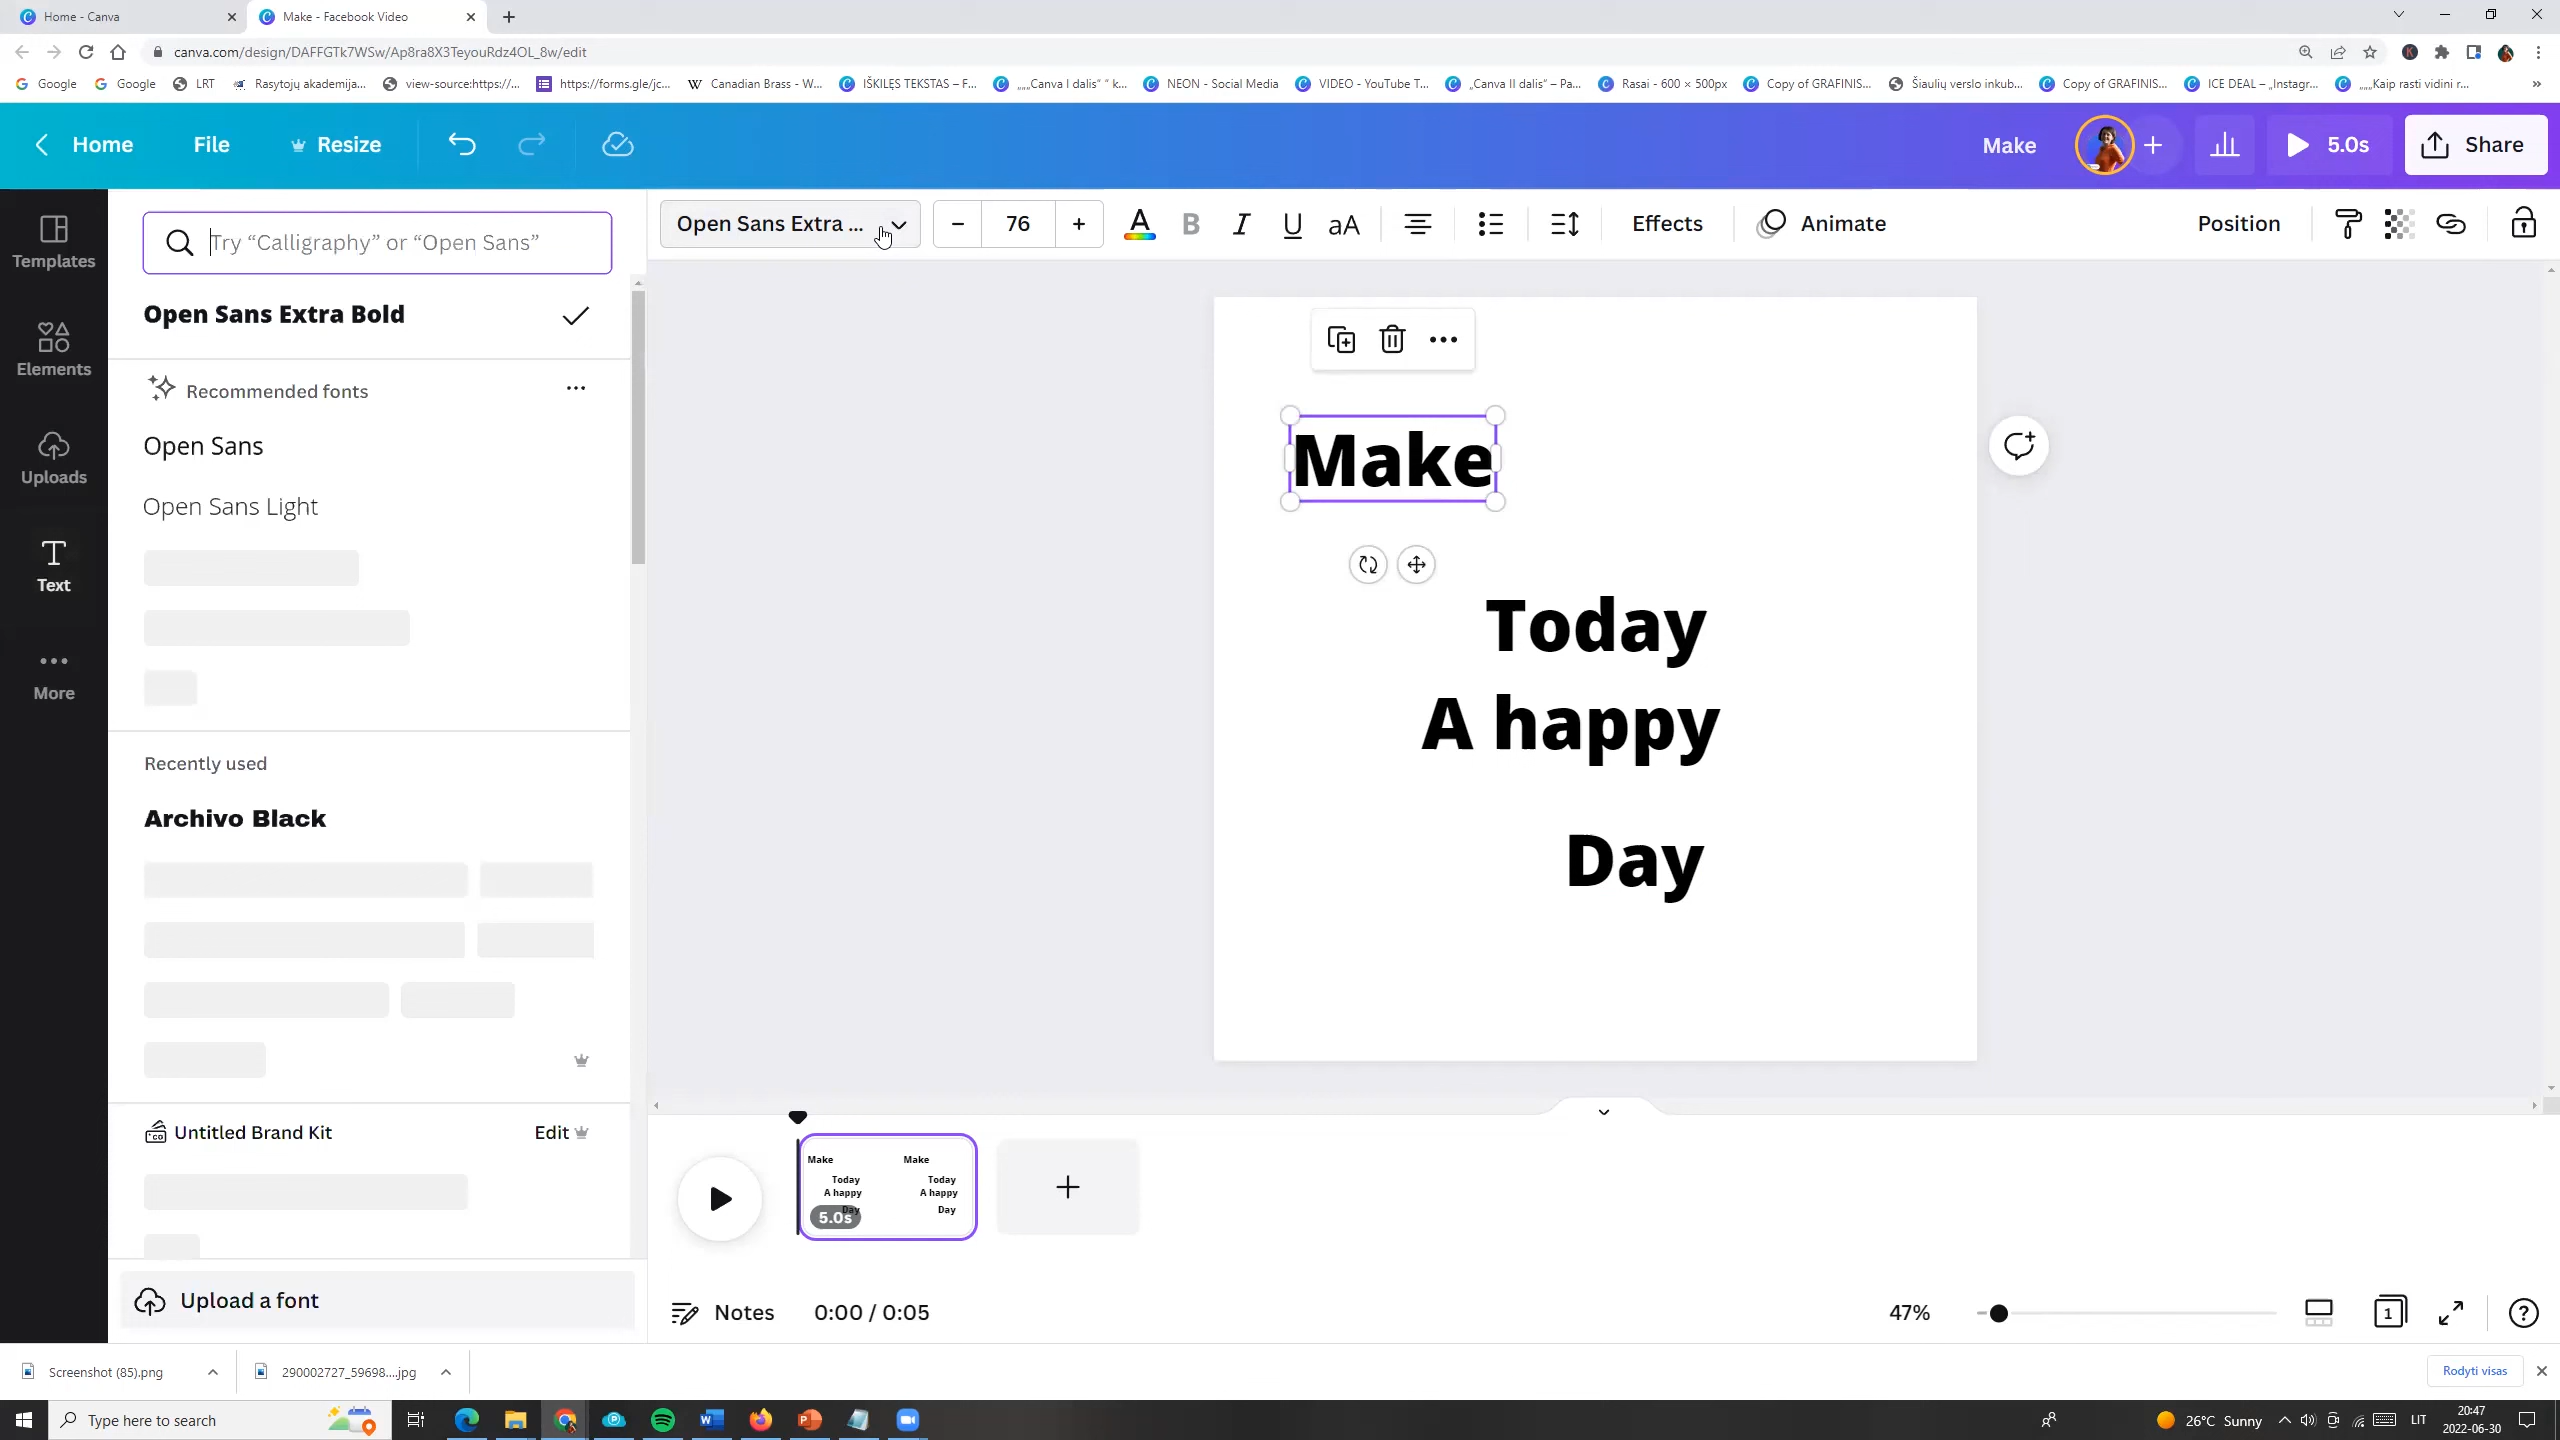 Home - Canva
Make - Facebook Video
canva.com/design/DAFFGTk7WSw/Ap8ra8X3TeyouRdz4OL_8w/edit
Google
Google
LRT
Rasytojų akademija...
view-source:https://...
https://forms.gle/jc...
Canadian Brass - W...
IŠKILĘS TEKSTAS – F...
„„„Canva I dalis“ “ k...
NEON - Social Media
VIDEO - YouTube T...
„Canva II dalis“ – Pa...
Rasai - 600 × 500px
Copy of GRAFINIS...
Šiaulių verslo inkub...
Copy of GRAFINIS...
ICE DEAL – „Instagr...
„„„Kaip rasti vidini r...
Home
File
Resize
Make
5.0s
Share
Templates
Elements
Uploads
Text
More
Try “Calligraphy” or “Open Sans”
Open Sans Extra Bold
Recommended fonts
Open Sans
Open Sans Light
Recently used
Archivo Black
Untitled Brand Kit
Edit
Upload a font
Open Sans Extra ...
76
A
B
I
U
aA
Effects
Animate
Position
Make
Today
A happy
Day
Make
Today
A happy
Day
5.0s
Make
Today
A happy
Day
Notes
0:00 / 0:05
47%
1
Screenshot (85).png
290002727_59698....jpg
Rodyti visas
Type here to search
26°C Sunny
LIT
20:47
2022-06-30